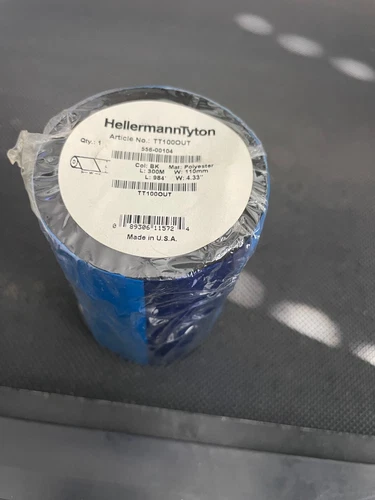 HellermannTyton
Qty.: 1 Article No.: TT100OUT
556-00104
Col: BK Mat: Polyester
L: 300M W: 110mm
L: 984' W: 4.33"
TT100OUT
0 89306 11572 4
Made in U.S.A.